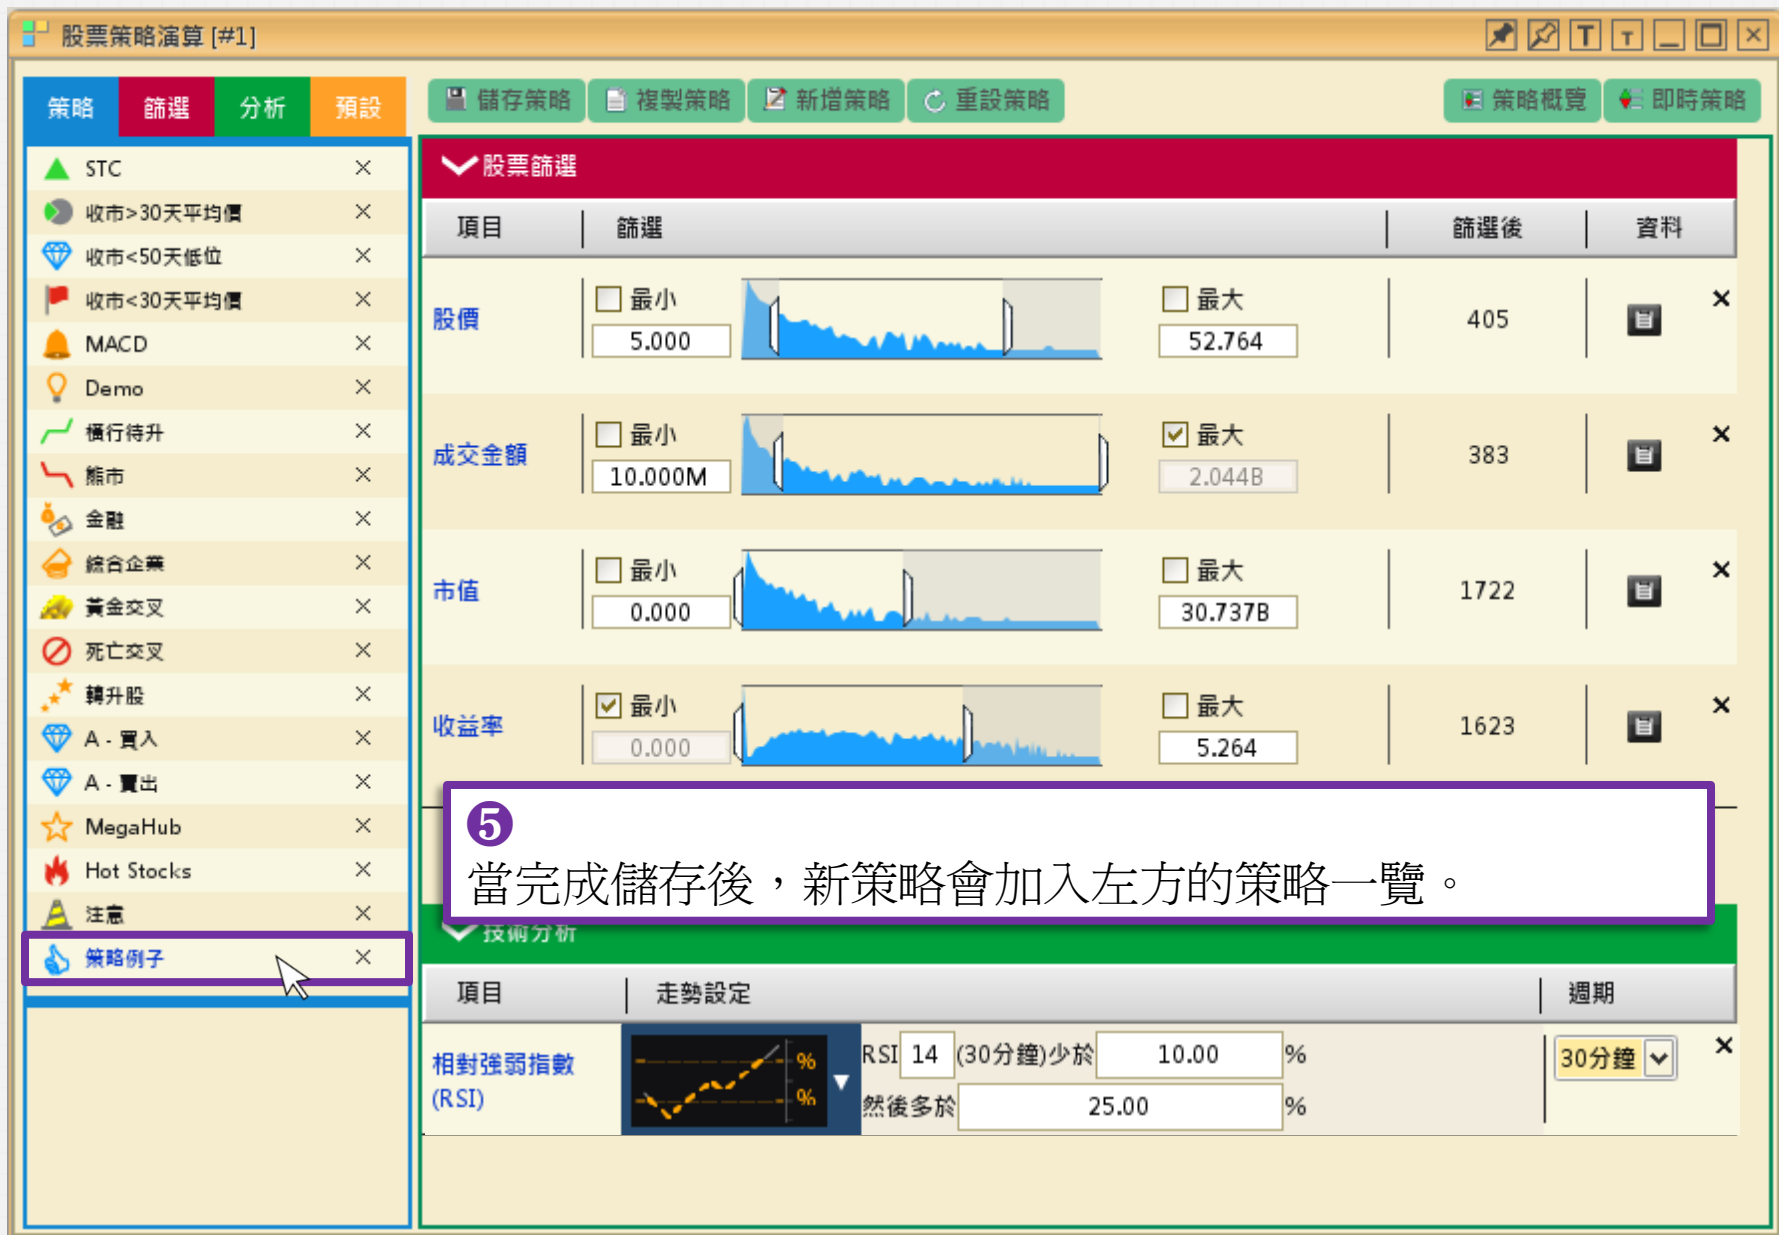 股票策略演算 [#1]
策略 篩選 分析 預設
儲存策略 複製策略 新增策略 重設策略 策略概覽 即時策略
STC
收市>30天平均價
收市<50天低位
收市<30天平均價
MACD
Demo
橫行待升
熊市
金融
綜合企業
黃金交叉
死亡交叉
轉升股
A - 買入
A - 賣出
MegaHub
Hot Stocks
注意
策略例子
股票篩選
項目 篩選 篩選後 資料
股價 最小 5.000 最大 52.764 405
成交金額 最小 10.000M 最大 2.044B 383
市值 最小 0.000 最大 30.737B 1722
收益率 最小 0.000 最大 5.264 1623
5
當完成儲存後，新策略會加入左方的策略一覽。
技術分析
項目 走勢設定 週期
相對強弱指數
(RSI)
%
%
RSI 14 (30分鐘)少於 10.00 %
然後多於 25.00 %
30分鐘